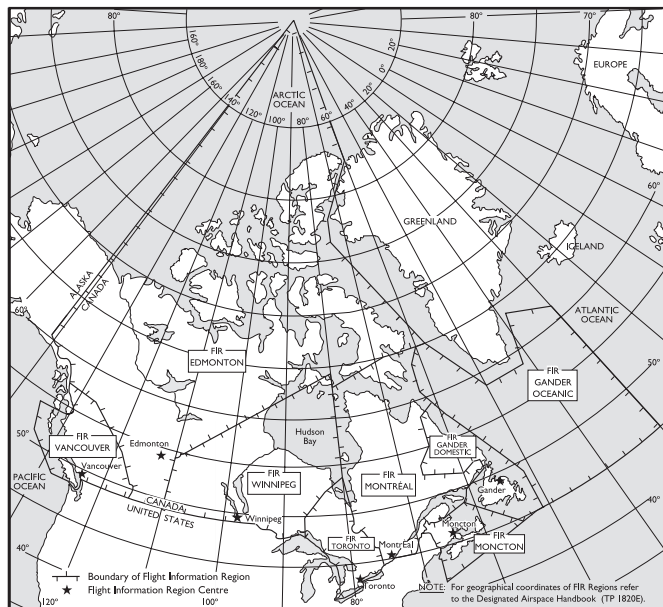 160°
180°
160°
140°
120°
100°
80°
60°
40°
20°
0°
20°
80°
70°
60°
50°
40°
ARCTIC
OCEAN
EUROPE
GREENLAND
ICELAND
ATLANTIC
OCEAN
ALASKA
CANADA
60°
FIR
EDMONTON
FIR
GANDER
OCEANIC
Hudson
Bay
FIR
GANDER
DOMESTIC
50°
FIR
VANCOUVER
Edmonton
Vancouver
PACIFIC
OCEAN
FIR
WINNIPEG
FIR
MONTRÉAL
Gander
CANADA
UNITED STATES
Winnipeg
Moncton
FIR
MONCTON
FIR
TORONTO
Montréal
Toronto
40°
120°
100°
80°
Boundary of Flight Information Region
Flight Information Region Centre
NOTE: For geographical coordinates of FIR Regions refer
to the Designated Airspace Handbook (TP 1820E).